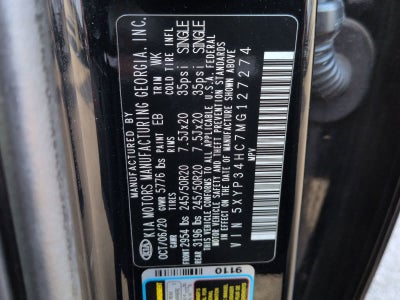 MANUFACTURED BY
KIA KIA MOTORS MANUFACTURING GEORGIA, INC.
OCT/06/20 GVWR 5776 lbs PAINT EB TRIM WK
GAWR TIRES RIMS COLD TIRE INFL
FRONT 2954 lbs 245/50R20 7.5Jx20 35psi SINGLE
REAR 3196 lbs 245/50R20 7.5Jx20 35psi SINGLE
THIS VEHICLE CONFORMS TO ALL APPLICABLE U.S.A. FEDERAL
MOTOR VEHICLE SAFETY AND THEFT PREVENTION STANDARDS
IN EFFECT ON THE DATE OF MANUFACTURE SHOWN ABOVE
VIN 5XYP34HC7MG127274
MPV
9110